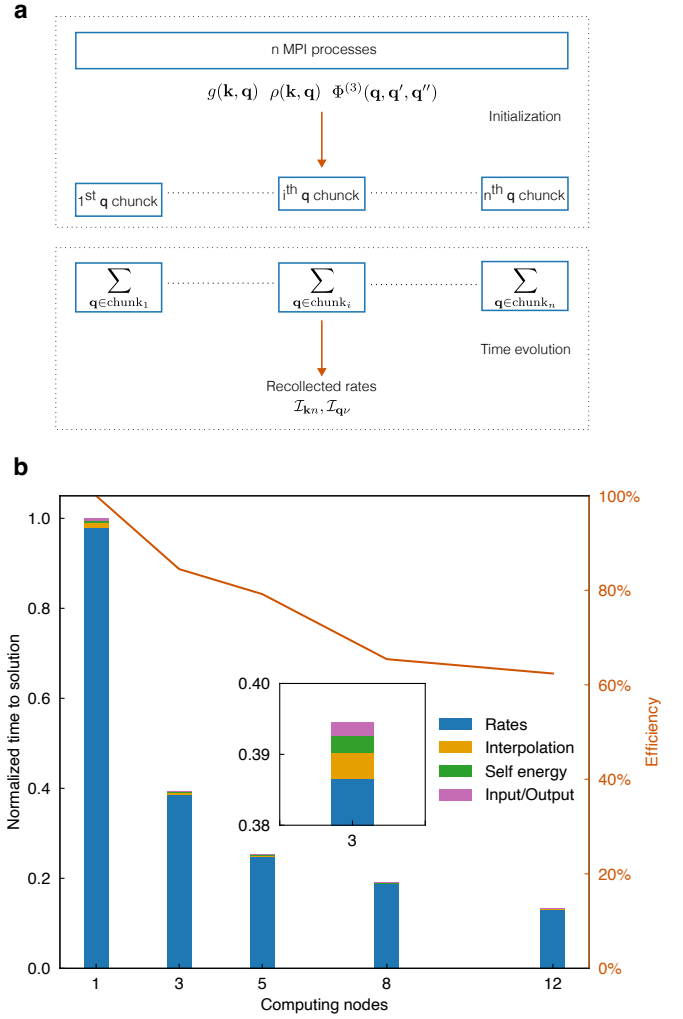 a
n MPI processes
g(k, q) ρ(k, q) Φ^(3)(q, q′, q″)
Initialization
1^st q chunck
i^th q chunck
n^th q chunck
∑ q∈chunk_1
∑ q∈chunk_i
∑ q∈chunk_n
Time evolution
Recollected rates
ℐ_kn, ℐ_qν
b
Normalized time to solution
1.0
0.8
0.6
0.4
0.2
0.0
1
3
5
8
12
Computing nodes
0.40
0.39
0.38
3
Rates
Interpolation
Self energy
Input/Output
100%
80%
60%
40%
20%
0%
Efficiency